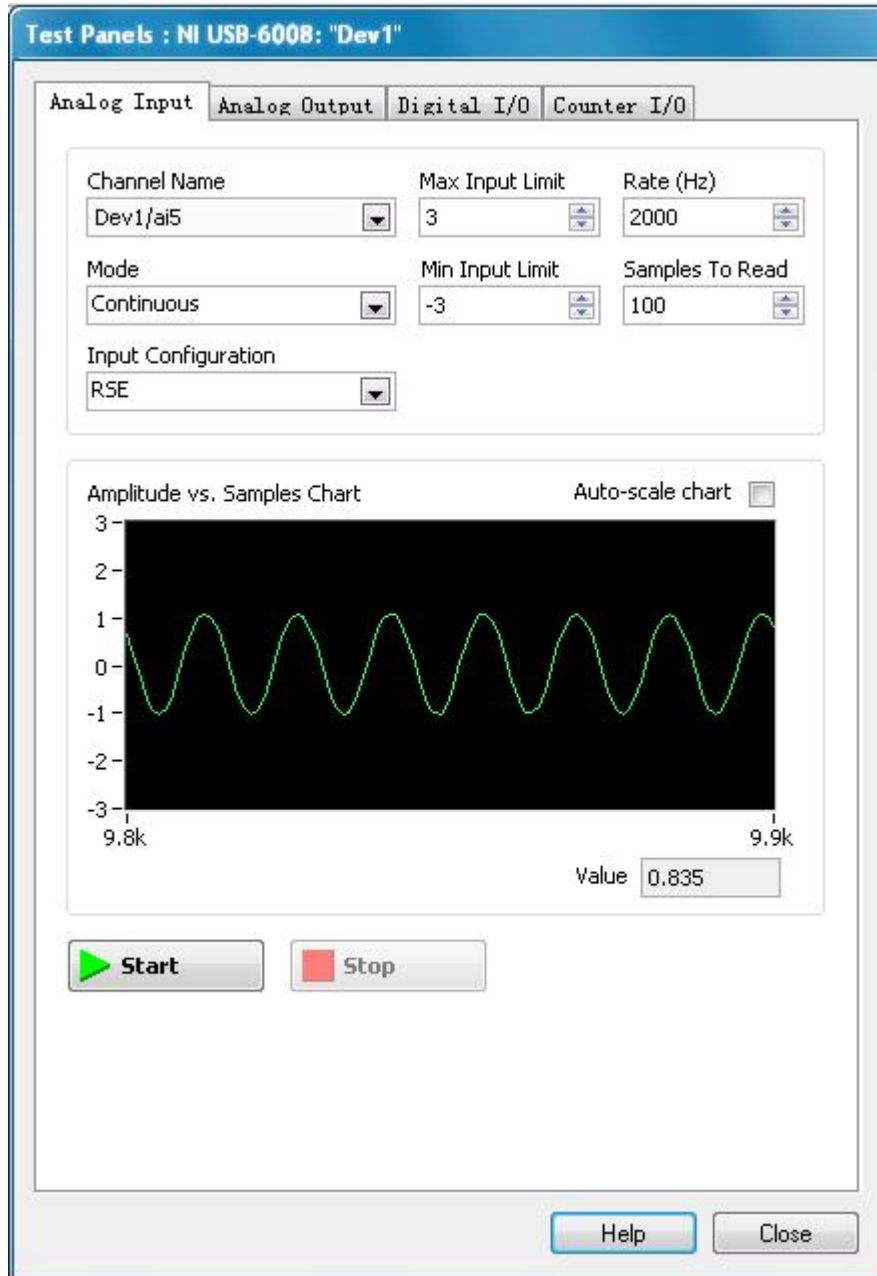 Test Panels : NI USB-6008: "Dev1"
Analog Input Analog Output Digital I/O Counter I/O
Channel Name Max Input Limit Rate (Hz)
Dev1/ai5 3 2000
Mode Min Input Limit Samples To Read
Continuous -3 100
Input Configuration
RSE
Amplitude vs. Samples Chart Auto-scale chart
3
2
1
0
-1
-2
-3
9.8k 9.9k
Value 0.835
Start Stop
Help Close